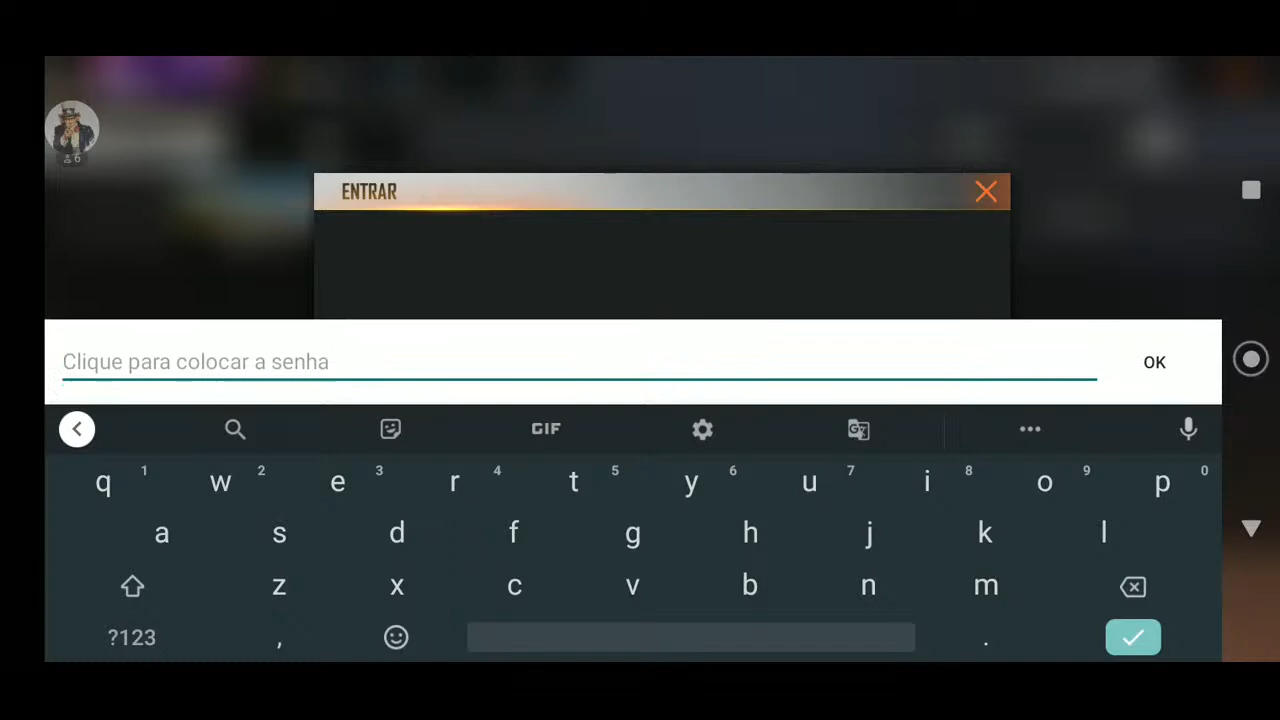 ENTRAR
Clique para colocar a senha
OK
GIF
q 1 w 2 e 3 r 4 t 5 y 6 u 7 i 8 o 9 p 0
a s d f g h j k l
z x c v b n m
?123 , .